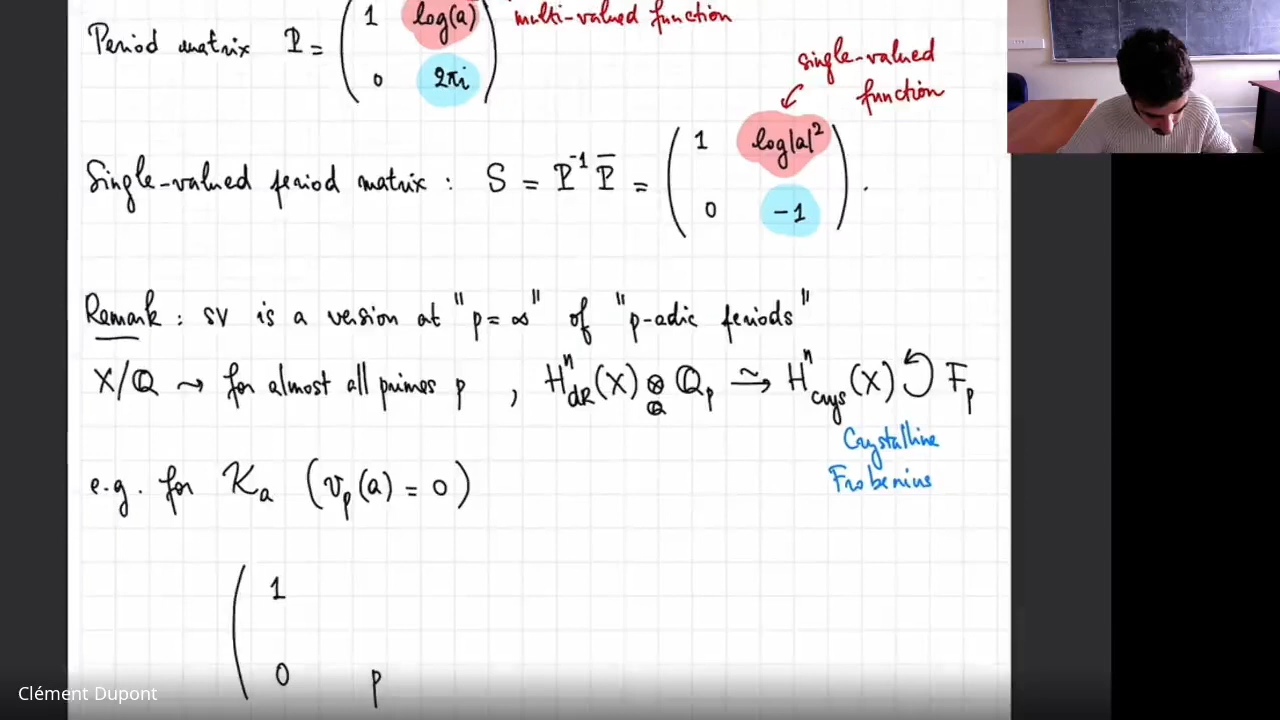 Period matrix P = ( 1 log(a) multi-valued function
0 2πi )
single-valued
function
Single-valued period matrix : S = P⁻¹ P̄ = ( 1 log|a|²
0 -1 ) .
Remark : sv is a version at "p = ∞" of "p-adic periods"
X/ℚ ⇝ for almost all primes p , Hⁿ_dR(X) ⊗_ℚ ℚ_p ⥲ Hⁿ_crys(X) ↺ F_p
Crystalline
Frobenius
e.g. for K_a (v_p(a) = 0)
( 1
0 p
Clément Dupont